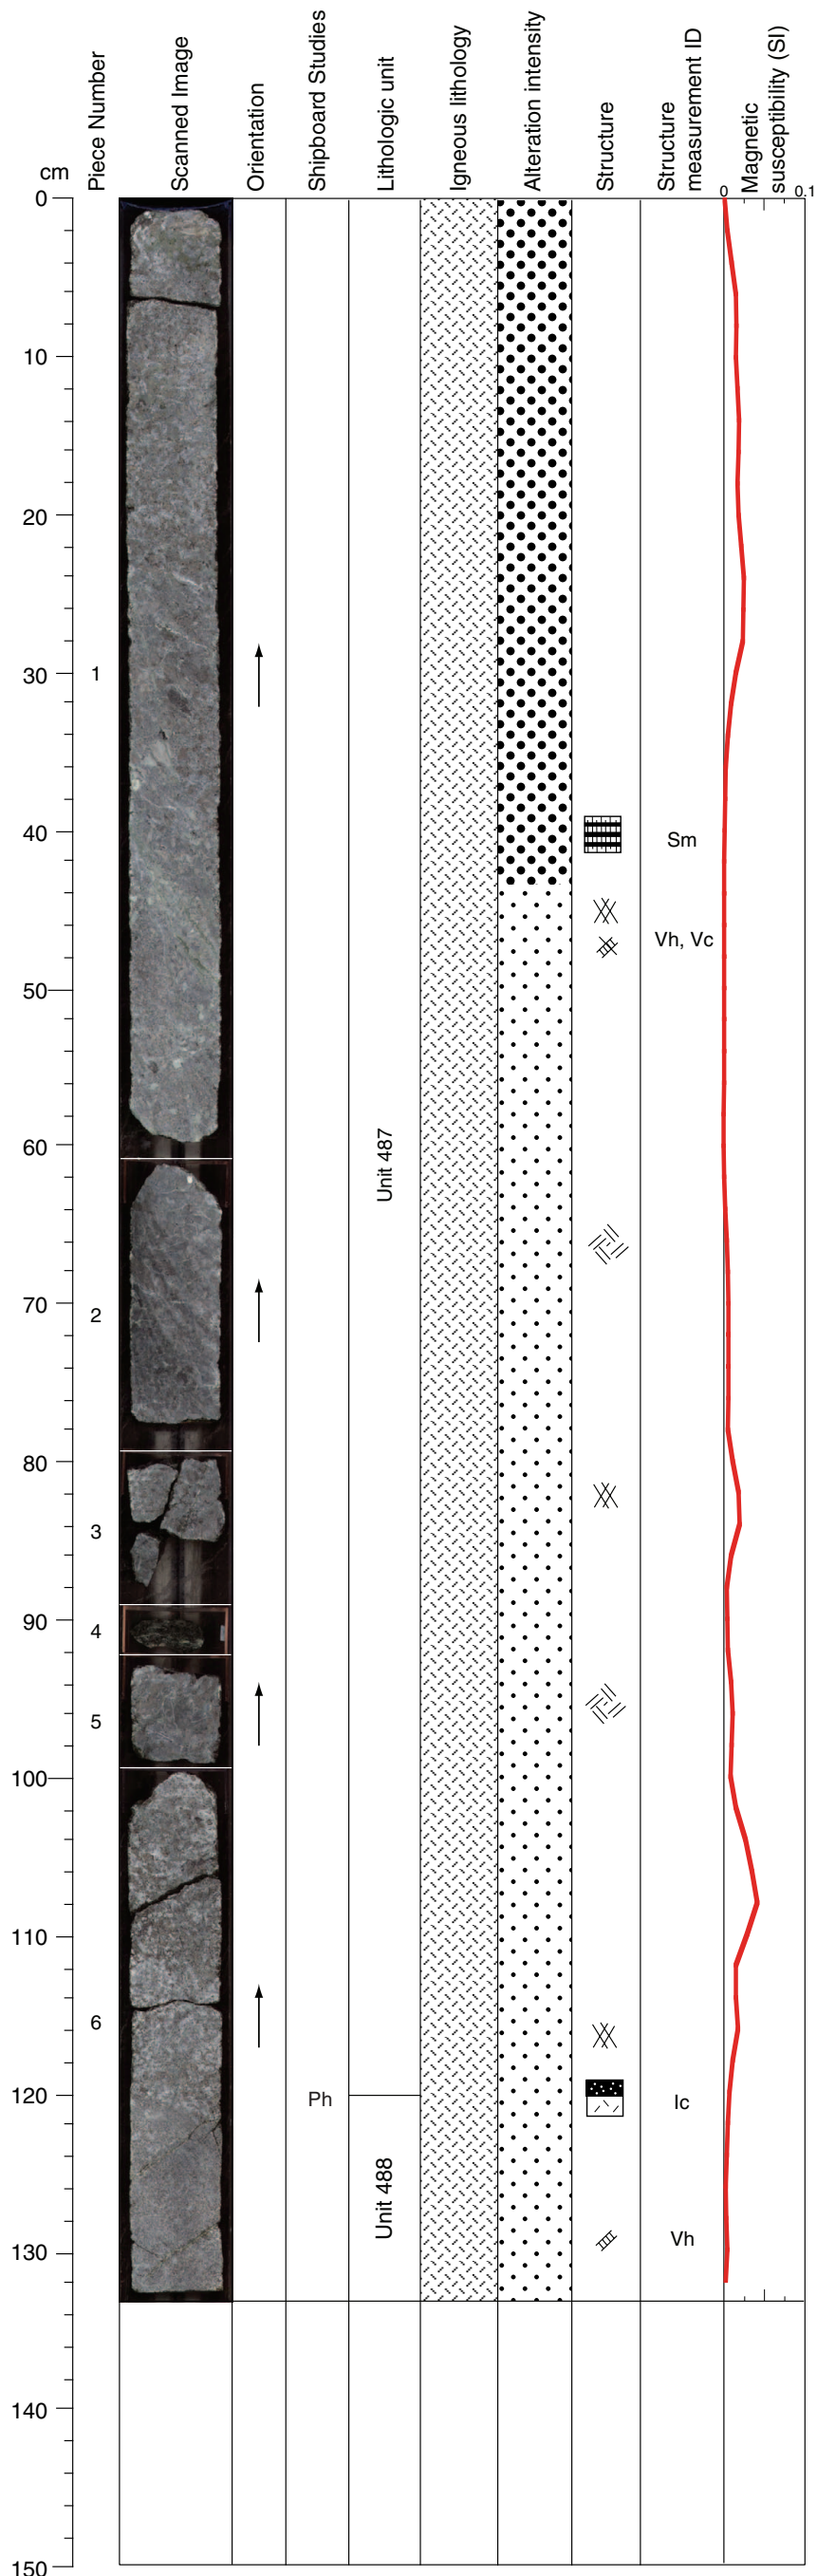 cm
Piece Number
Scanned Image
Orientation
Shipboard Studies
Lithologic unit
Igneous lithology
Alteration intensity
Structure
Structure
measurement ID
Magnetic
susceptibility (SI)
0 0.1
0
10
20
30
40
50
60
70
80
90
100
110
120
130
140
150
1
2
3
4
5
6
Ph
Unit 487
Unit 488
Sm
Vh, Vc
Ic
Vh